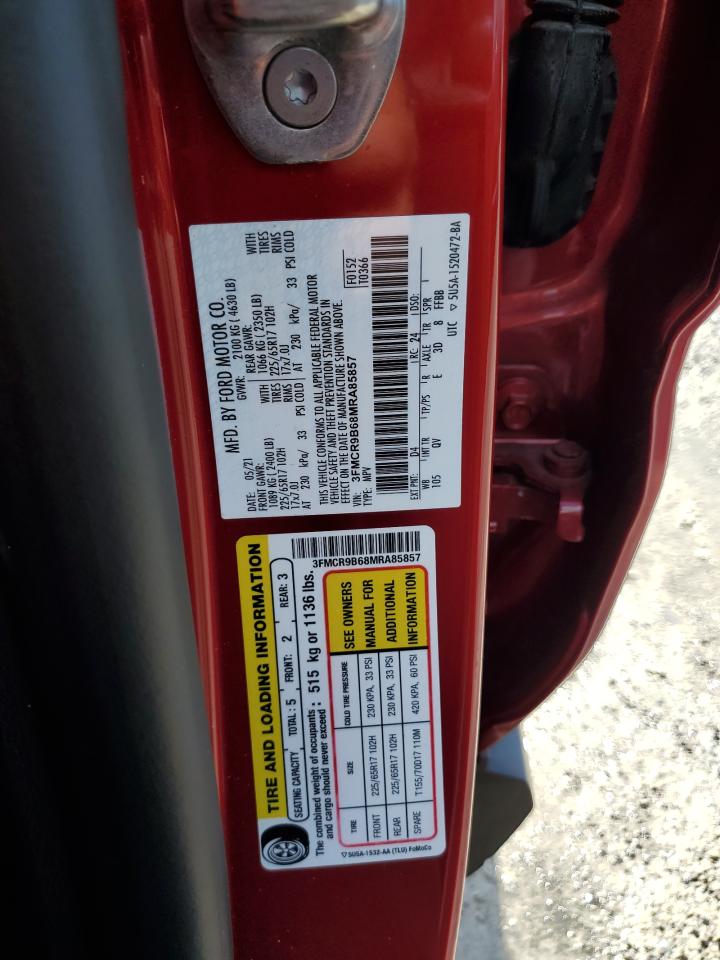 MFD. BY FORD MOTOR CO.
DATE: 05/21 GVWR: 2100 KG ( 4630 LB)
FRONT GAWR: REAR GAWR:
1089 KG ( 2400 LB) WITH 1066 KG ( 2350 LB) WITH
225/65R17 102H TIRES 225/65R17 102H TIRES
17x7.0J RIMS 17x7.0J RIMS
AT 230 kPa/ 33 PSI COLD AT 230 kPa/ 33 PSI COLD
THIS VEHICLE CONFORMS TO ALL APPLICABLE FEDERAL MOTOR
VEHICLE SAFETY AND THEFT PREVENTION STANDARDS IN
EFFECT ON THE DATE OF MANUFACTURE SHOWN ABOVE.
VIN: 3FMCR9B68MRA85857 F0152
TYPE: MPV T0366
EXT PNT: D4 RC: 24 DSO:
WB INT TR TP/PS R AXLE TR SPR
105 QV E 3D 8 FFBB
UTC ▽ 5U5A-1520472-BA
TIRE AND LOADING INFORMATION
SEATING CAPACITY TOTAL: 5 FRONT: 2 REAR: 3
The combined weight of occupants and cargo should never exceed : 515 kg or 1136 lbs.
3FMCR9B68MRA85857
TIRE SIZE COLD TIRE PRESSURE SEE OWNERS
FRONT 225/65R17 102H 230 KPA, 33 PSI MANUAL FOR
REAR 225/65R17 102H 230 KPA, 33 PSI ADDITIONAL
SPARE T155/70D17 110M 420 KPA, 60 PSI INFORMATION
▽ 5U5A-1532-AA (TLU) FoMoCo